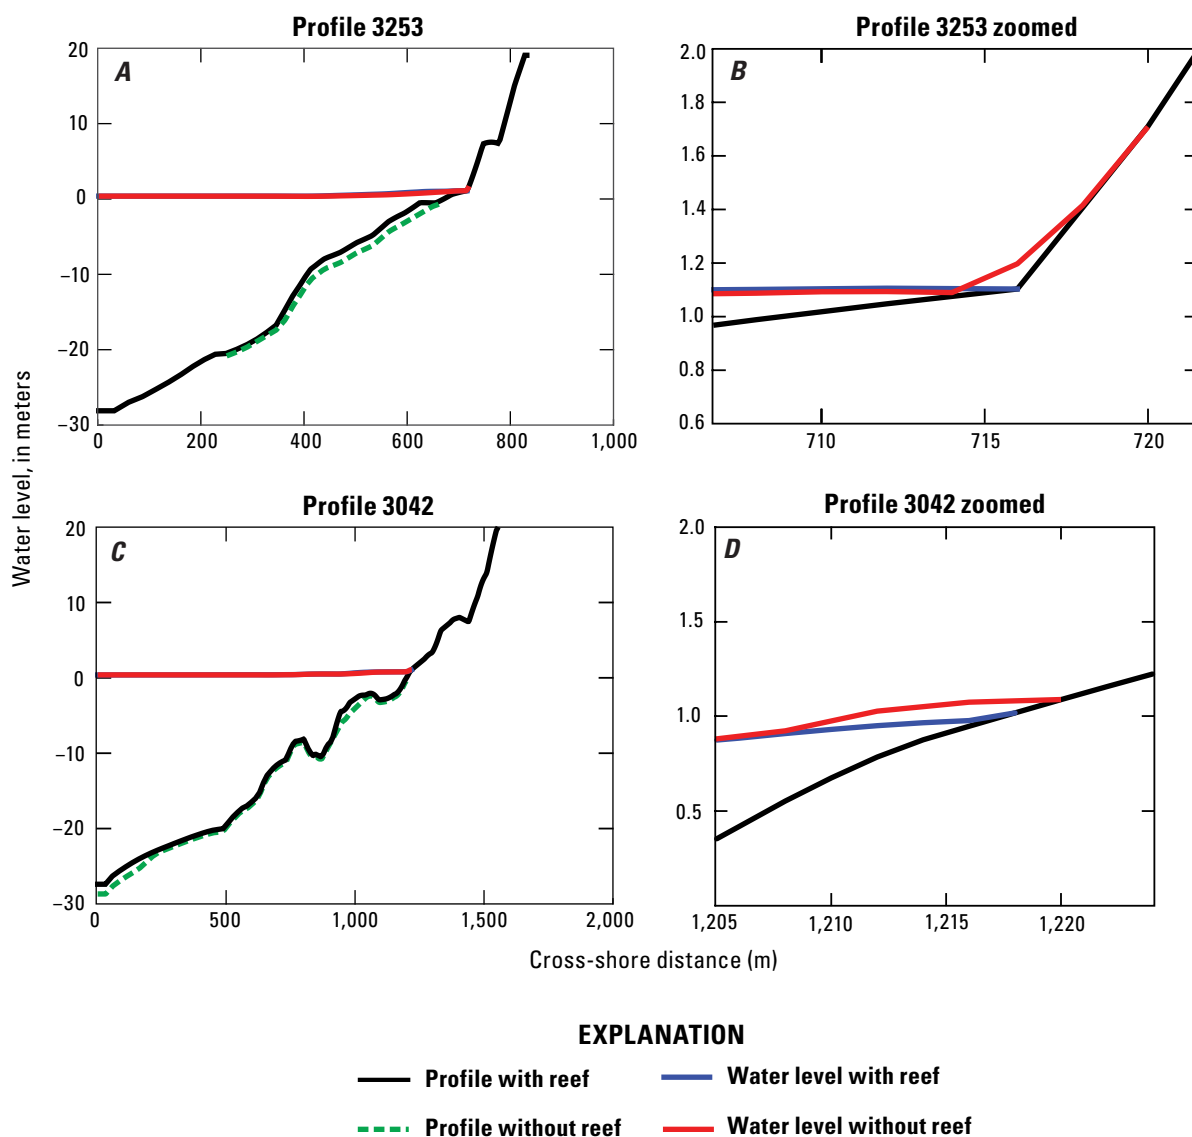 Profile 3253
Profile 3253 zoomed
A
20
10
0
−10
−20
−30
0 200 400 600 800 1,000
B
2.0
1.8
1.6
1.4
1.2
1.0
0.8
0.6
710 715 720
Water level, in meters
Profile 3042
Profile 3042 zoomed
C
20
10
0
−10
−20
−30
0 500 1,000 1,500 2,000
D
2.0
1.5
1.0
0.5
1,205 1,210 1,215 1,220
Cross-shore distance (m)
EXPLANATION
Profile with reef
Water level with reef
Profile without reef
Water level without reef